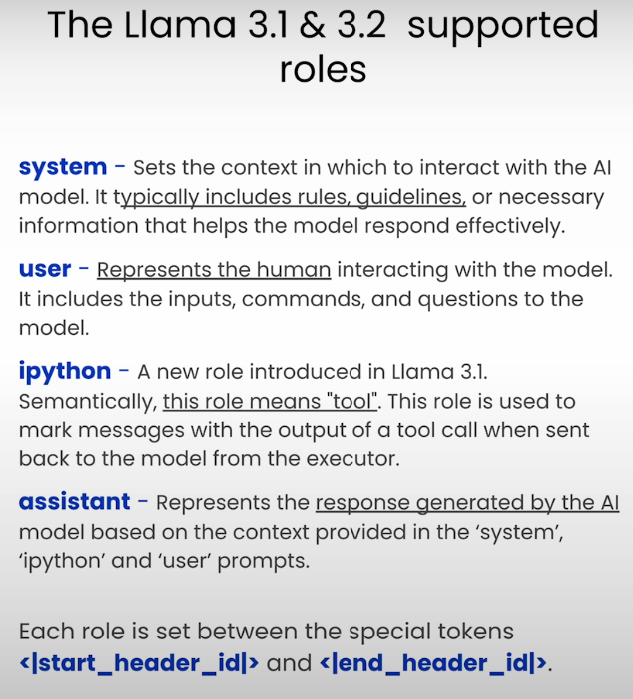 The Llama 3.1 & 3.2 supported
roles
system - Sets the context in which to interact with the AI
model. It typically includes rules, guidelines, or necessary
information that helps the model respond effectively.
user - Represents the human interacting with the model.
It includes the inputs, commands, and questions to the
model.
ipython - A new role introduced in Llama 3.1.
Semantically, this role means "tool". This role is used to
mark messages with the output of a tool call when sent
back to the model from the executor.
assistant - Represents the response generated by the AI
model based on the context provided in the ‘system’,
‘ipython’ and ‘user’ prompts.
Each role is set between the special tokens
<|start_header_id|> and <|end_header_id|>.